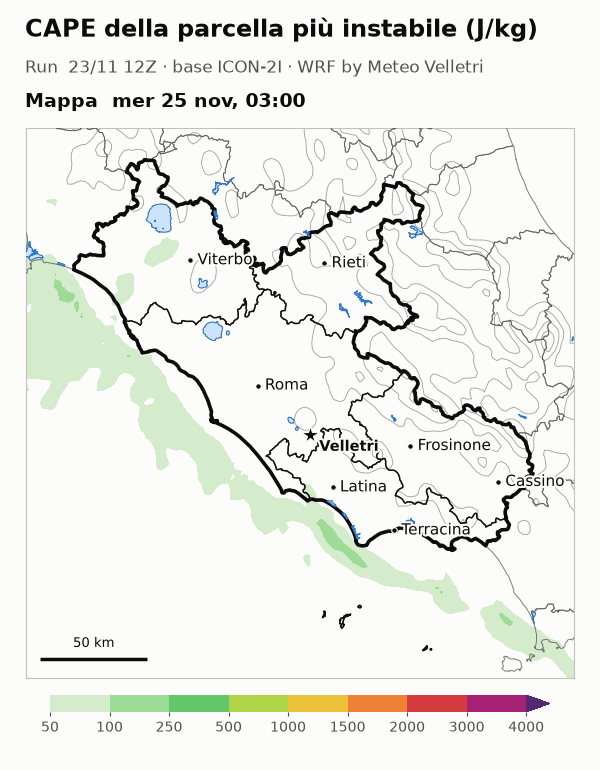 CAPE della parcella più instabile (J/kg)
Run  23/11 12Z · base ICON-2I · WRF by Meteo Velletri
Mappa  mer 25 nov, 03:00
Viterbo
Rieti
Roma
Velletri
Frosinone
Cassino
Latina
Terracina
50 km
50 100 250 500 1000 1500 2000 3000 4000